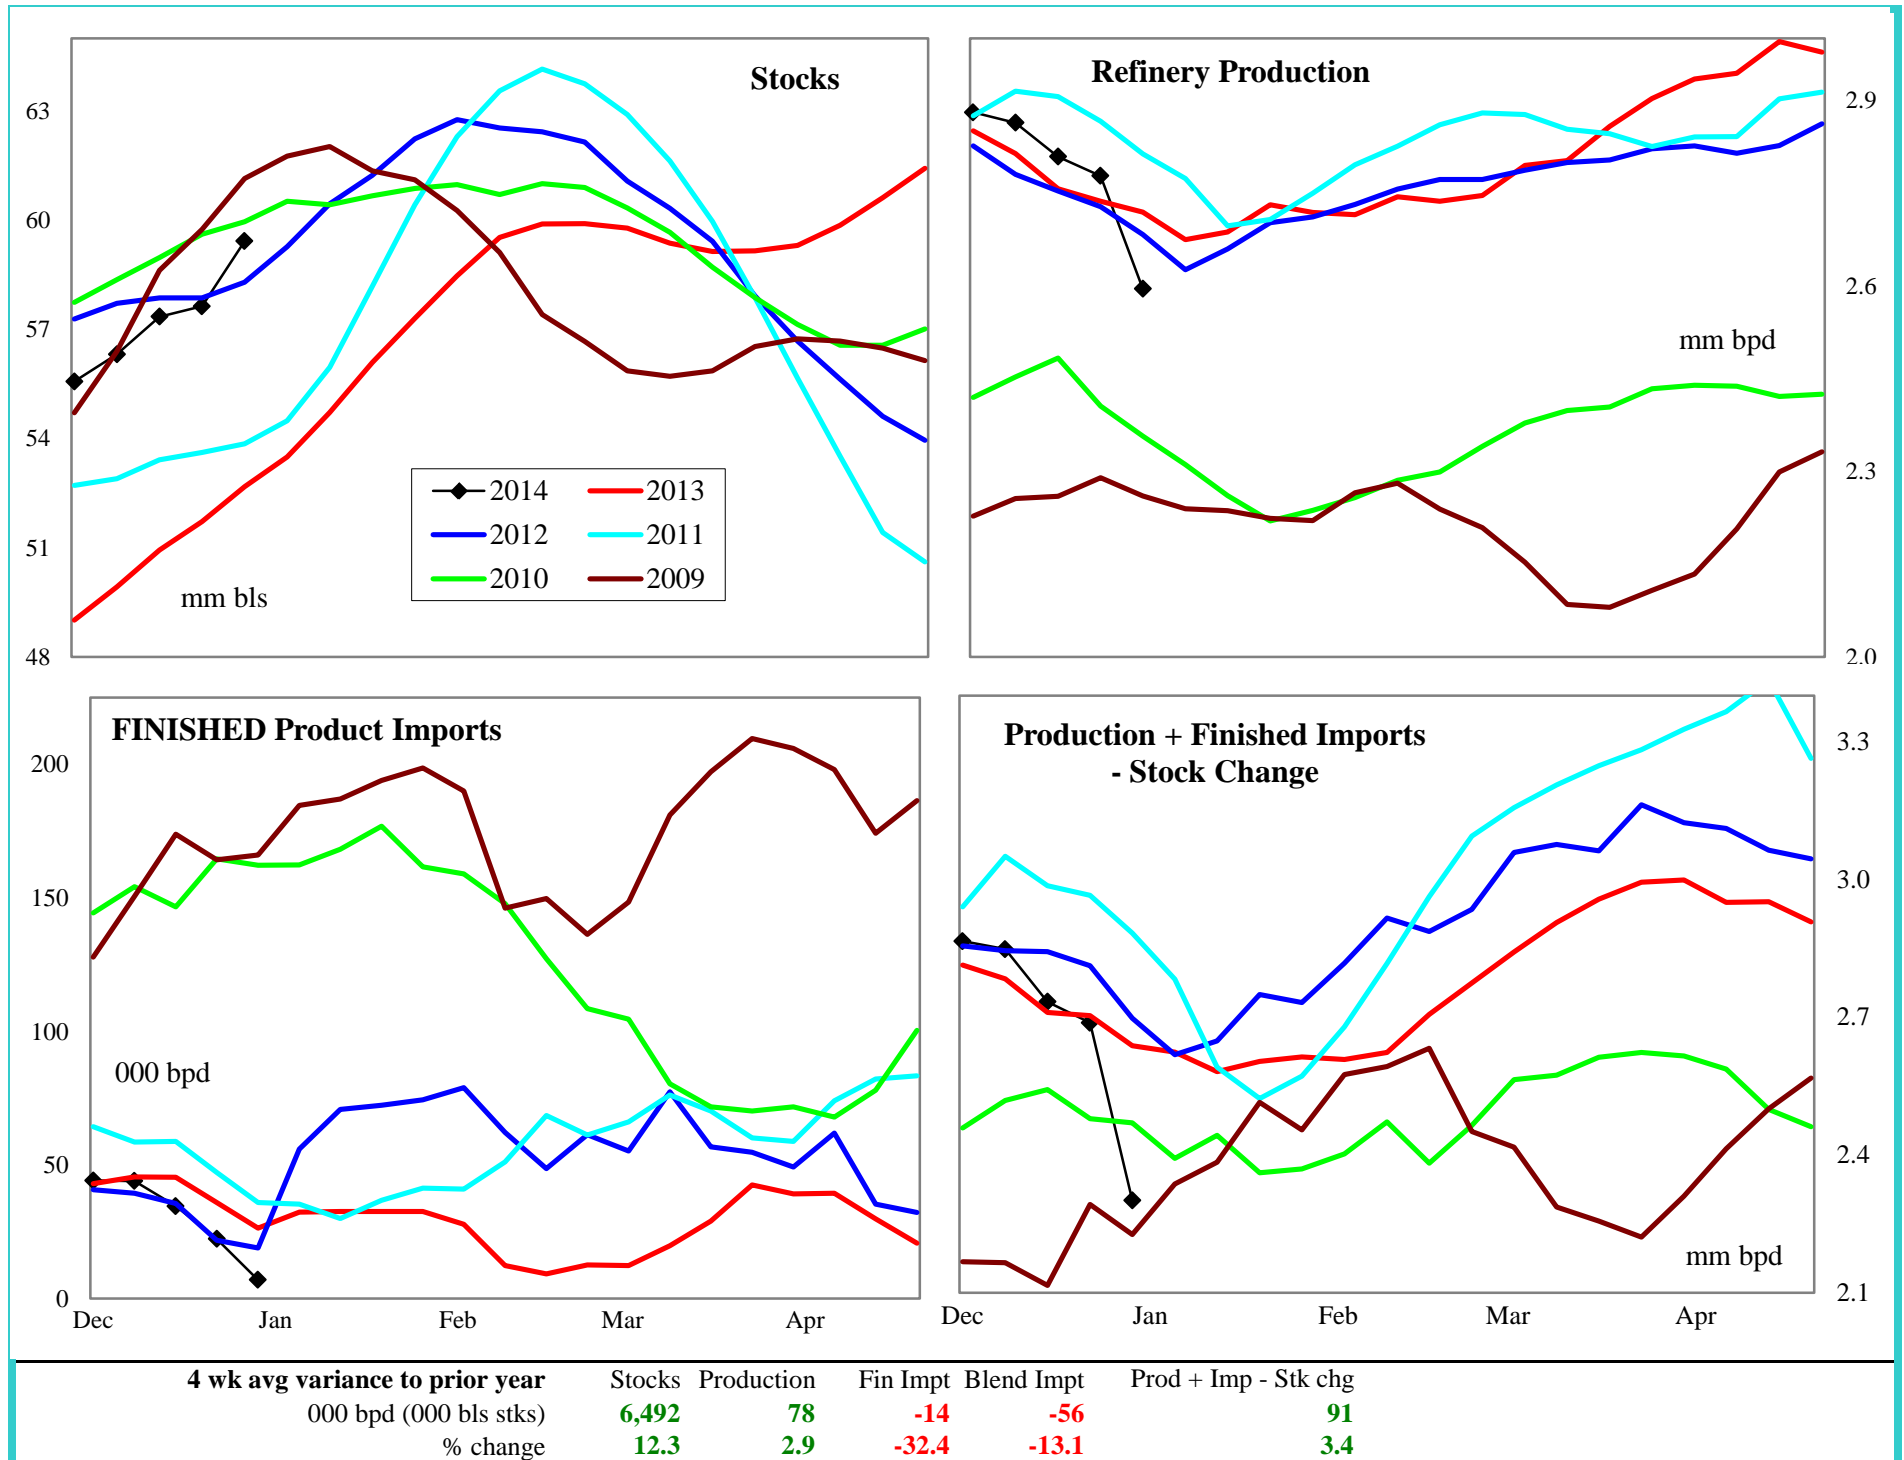 Stocks
63
60
57
54
51
48
mm bls
2014 2013
2012 2011
2010 2009
Refinery Production
2.9
2.6
2.3
2.0
mm bpd
FINISHED Product Imports
200
150
100
50
0
000 bpd
Dec Jan Feb Mar Apr
Production + Finished Imports
- Stock Change
3.3
3.0
2.7
2.4
2.1
mm bpd
Dec Jan Feb Mar Apr
4 wk avg variance to prior year Stocks Production Fin Impt Blend Impt Prod + Imp - Stk chg
000 bpd (000 bls stks) 6,492 78 -14 -56 91
% change 12.3 2.9 -32.4 -13.1 3.4